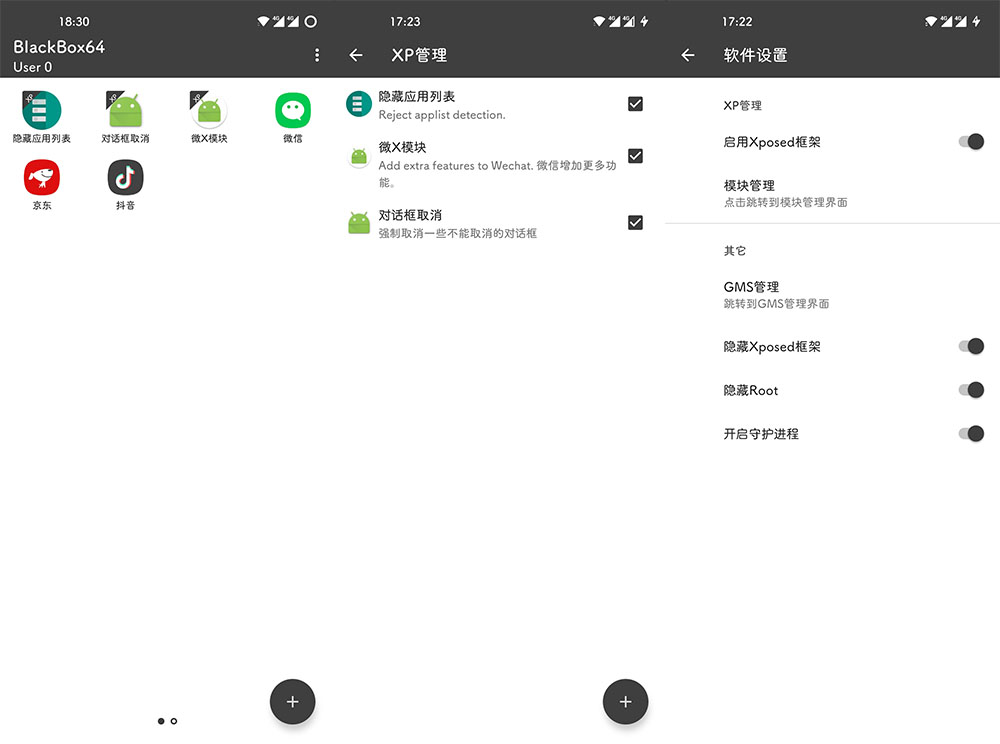 18:30
BlackBox64
User 0
XP
XP
XP
隐藏应用列表
对话框取消
微X模块
微信
京东
抖音
17:23
XP管理
隐藏应用列表
Reject applist detection.
微X模块
Add extra features to Wechat. 微信增加更多功
能。
对话框取消
强制取消一些不能取消的对话框
17:22
软件设置
XP管理
启用Xposed框架
模块管理
点击跳转到模块管理界面
其它
GMS管理
跳转到GMS管理界面
隐藏Xposed框架
隐藏Root
开启守护进程